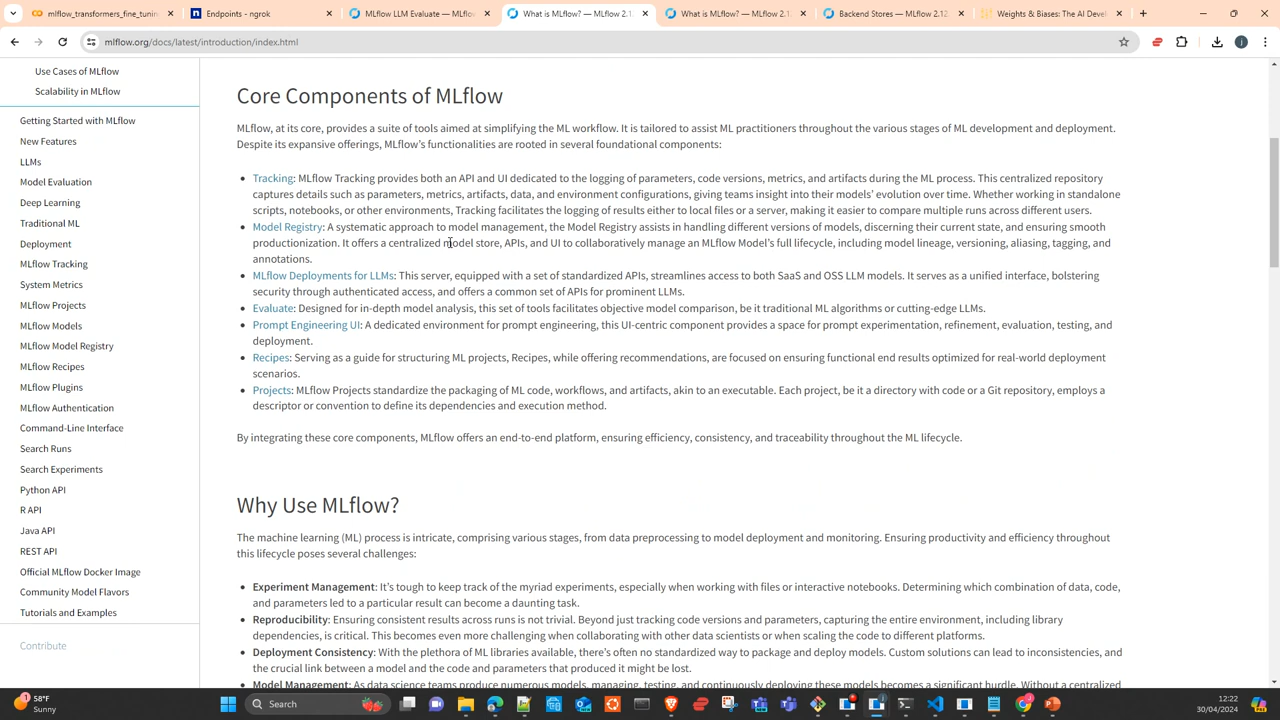 mlflow_transformers_fine_tunin
Endpoints - ngrok
MLflow LLM Evaluate — MLflow
What is MLflow? — MLflow 2.1
What is MLflow? — MLflow 2.1
Backend Stores — MLflow 2.12
Weights & Biases: The AI Devel
mlflow.org/docs/latest/introduction/index.html
Use Cases of MLflow
Scalability in MLflow
Getting Started with MLflow
New Features
LLMs
Model Evaluation
Deep Learning
Traditional ML
Deployment
MLflow Tracking
System Metrics
MLflow Projects
MLflow Models
MLflow Model Registry
MLflow Recipes
MLflow Plugins
MLflow Authentication
Command-Line Interface
Search Runs
Search Experiments
Python API
R API
Java API
REST API
Official MLflow Docker Image
Community Model Flavors
Tutorials and Examples
Contribute
Core Components of MLflow
MLflow, at its core, provides a suite of tools aimed at simplifying the ML workflow. It is tailored to assist ML practitioners throughout the various stages of ML development and deployment.
Despite its expansive offerings, MLflow's functionalities are rooted in several foundational components:
• Tracking: MLflow Tracking provides both an API and UI dedicated to the logging of parameters, code versions, metrics, and artifacts during the ML process. This centralized repository
captures details such as parameters, metrics, artifacts, data, and environment configurations, giving teams insight into their models' evolution over time. Whether working in standalone
scripts, notebooks, or other environments, Tracking facilitates the logging of results either to local files or a server, making it easier to compare multiple runs across different users.
• Model Registry: A systematic approach to model management, the Model Registry assists in handling different versions of models, discerning their current state, and ensuring smooth
productionization. It offers a centralized model store, APIs, and UI to collaboratively manage an MLflow Model's full lifecycle, including model lineage, versioning, aliasing, tagging, and
annotations.
• MLflow Deployments for LLMs: This server, equipped with a set of standardized APIs, streamlines access to both SaaS and OSS LLM models. It serves as a unified interface, bolstering
security through authenticated access, and offers a common set of APIs for prominent LLMs.
• Evaluate: Designed for in-depth model analysis, this set of tools facilitates objective model comparison, be it traditional ML algorithms or cutting-edge LLMs.
• Prompt Engineering UI: A dedicated environment for prompt engineering, this UI-centric component provides a space for prompt experimentation, refinement, evaluation, testing, and
deployment.
• Recipes: Serving as a guide for structuring ML projects, Recipes, while offering recommendations, are focused on ensuring functional end results optimized for real-world deployment
scenarios.
• Projects: MLflow Projects standardize the packaging of ML code, workflows, and artifacts, akin to an executable. Each project, be it a directory with code or a Git repository, employs a
descriptor or convention to define its dependencies and execution method.
By integrating these core components, MLflow offers an end-to-end platform, ensuring efficiency, consistency, and traceability throughout the ML lifecycle.
Why Use MLflow?
The machine learning (ML) process is intricate, comprising various stages, from data preprocessing to model deployment and monitoring. Ensuring productivity and efficiency throughout
this lifecycle poses several challenges:
• Experiment Management: It's tough to keep track of the myriad experiments, especially when working with files or interactive notebooks. Determining which combination of data, code,
and parameters led to a particular result can become a daunting task.
• Reproducibility: Ensuring consistent results across runs is not trivial. Beyond just tracking code versions and parameters, capturing the entire environment, including library
dependencies, is critical. This becomes even more challenging when collaborating with other data scientists or when scaling the code to different platforms.
• Deployment Consistency: With the plethora of ML libraries available, there's often no standardized way to package and deploy models. Custom solutions can lead to inconsistencies, and
the crucial link between a model and the code and parameters that produced it might be lost.
• Model Management: As data science teams produce numerous models, managing, testing, and continuously deploying these models becomes a significant hurdle. Without a centralized
58°F
Sunny
Search
12:22
30/04/2024